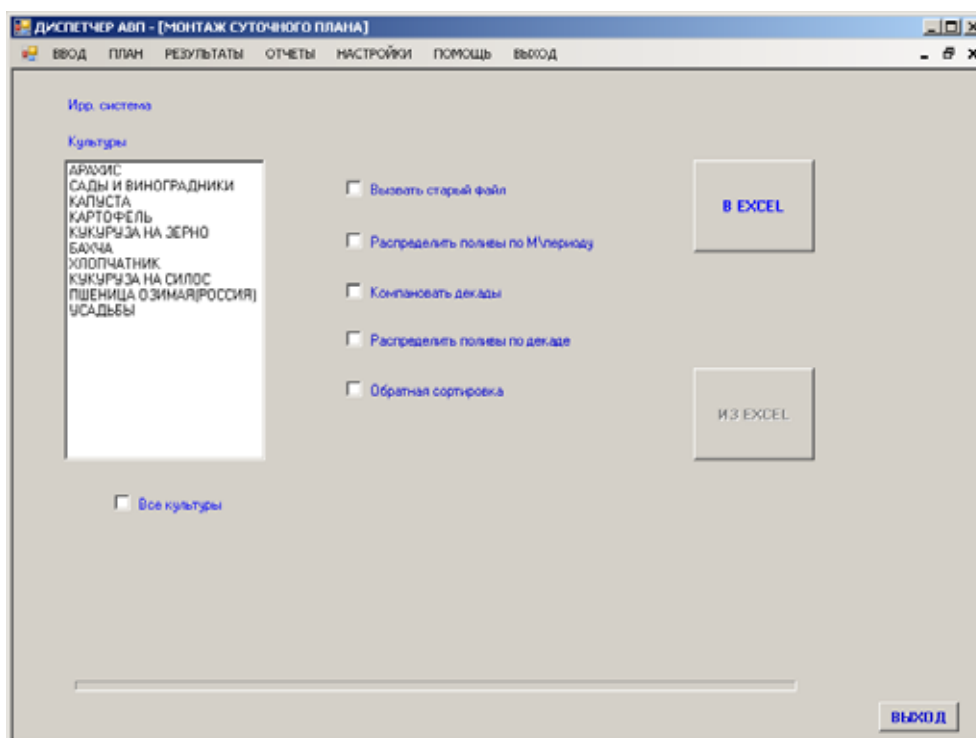 ДИСПЕТЧЕР АВП - [МОНТАЖ СУТОЧНОГО ПЛАНА]
ВВОД ПЛАН РЕЗУЛЬТАТЫ ОТЧЕТЫ НАСТРОЙКИ ПОМОЩЬ ВЫХОД
Ирр. система
Культуры
АРАХИС
САДЫ И ВИНОГРАДНИКИ
КАПУСТА
КАРТОФЕЛЬ
КУКУРУЗА НА ЗЕРНО
БАХЧА
ХЛОПЧАТНИК
КУКУРУЗА НА СИЛОС
ПШЕНИЦА ОЗИМАЯ(РОССИЯ)
УСАДЬБЫ
Все культуры
Вызвать старый файл
Распределить поливы по М\периоду
Компановать декады
Распределить поливы по декаде
Обратная сортировка
В EXCEL
ИЗ EXCEL
ВЫХОД